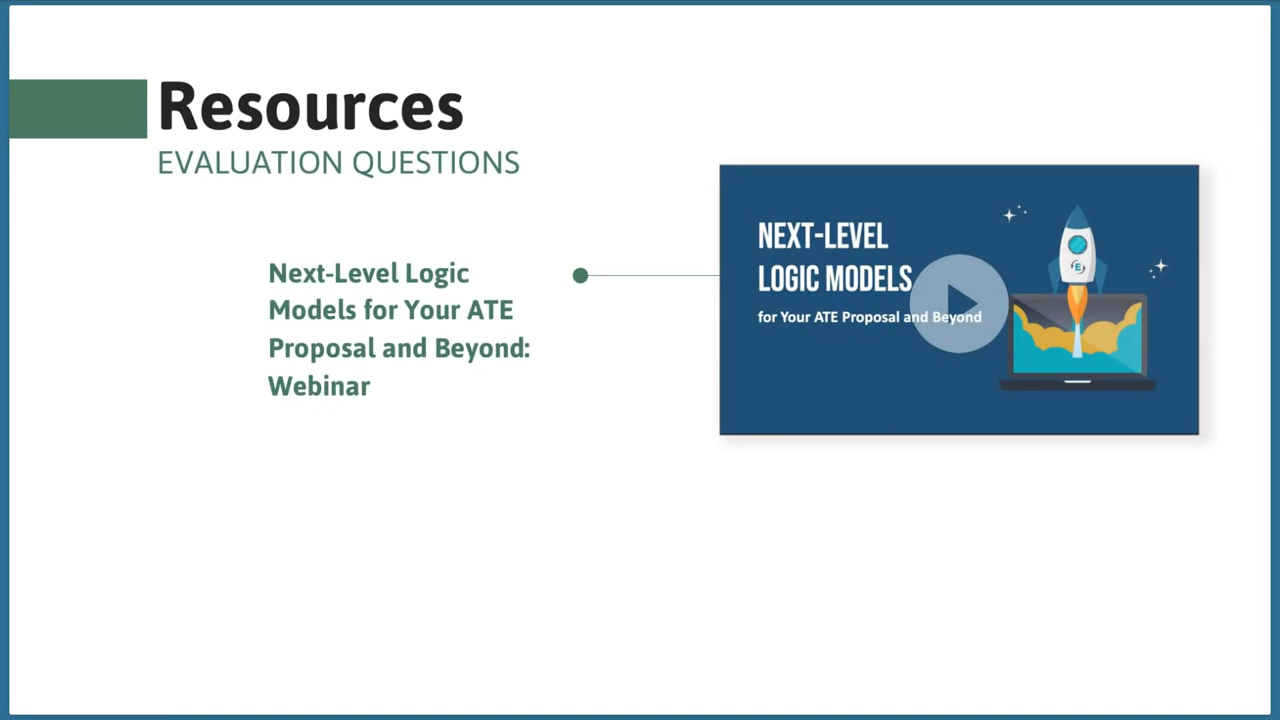 Resources
EVALUATION QUESTIONS
Next-Level Logic
Models for Your ATE
Proposal and Beyond:
Webinar
NEXT-LEVEL
LOGIC MODELS
for Your ATE Proposal and Beyond
E